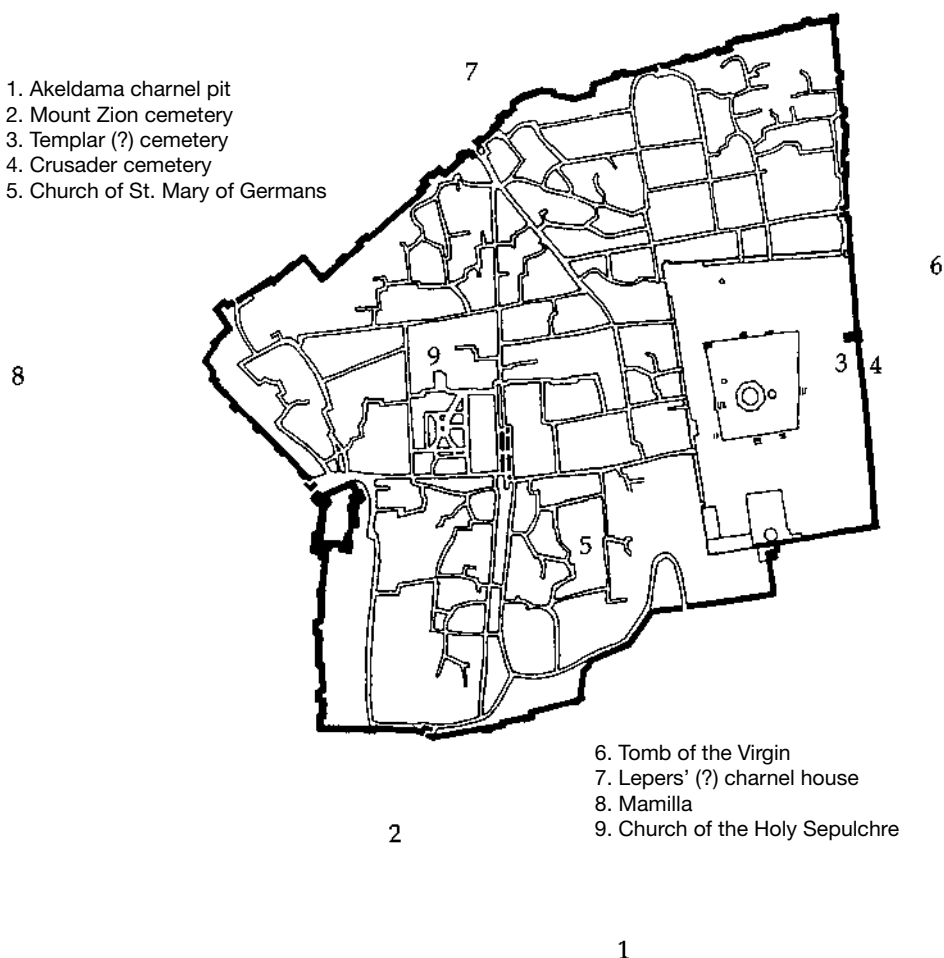 7
1. Akeldama charnel pit
2. Mount Zion cemetery
3. Templar (?) cemetery
4. Crusader cemetery
5. Church of St. Mary of Germans
6
9
3
4
8
5
6. Tomb of the Virgin
7. Lepers’ (?) charnel house
8. Mamilla
9. Church of the Holy Sepulchre
2
1